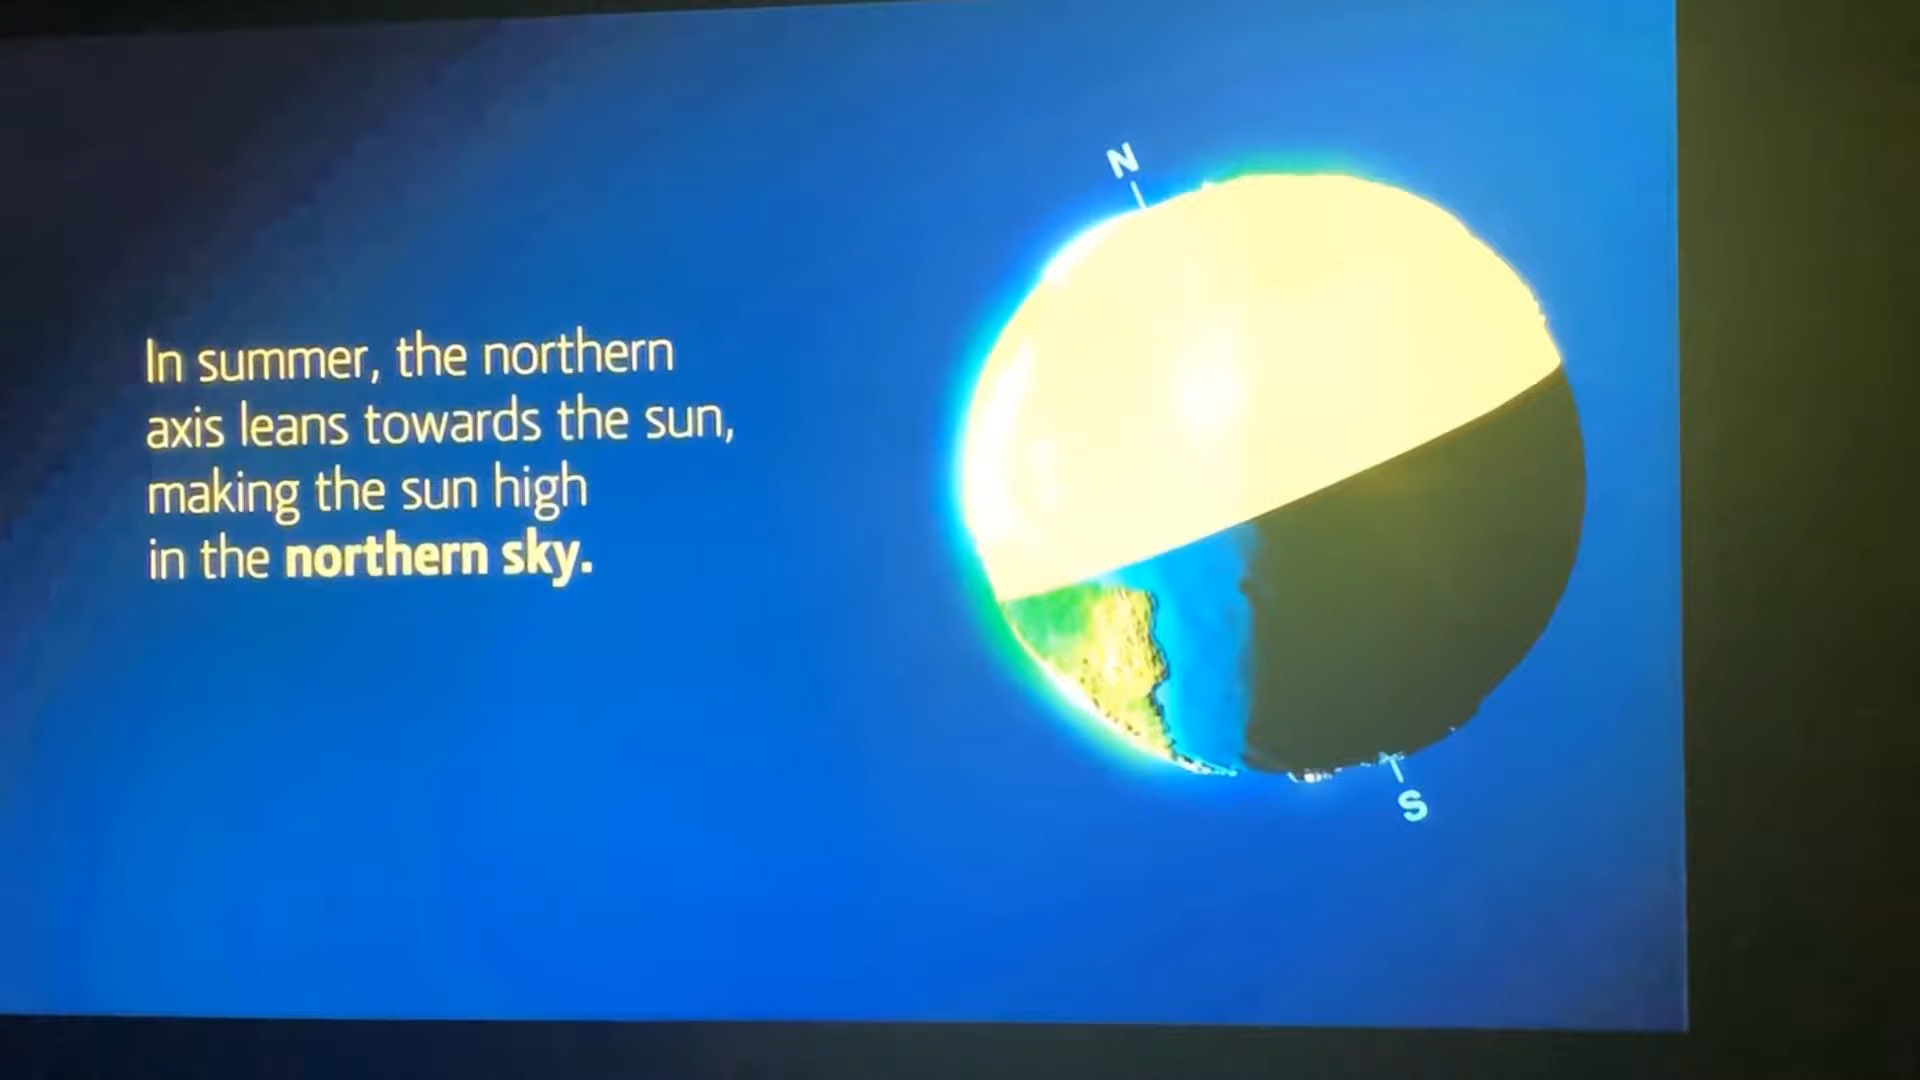 In summer, the northern
axis leans towards the sun,
making the sun high
in the northern sky.
N
S